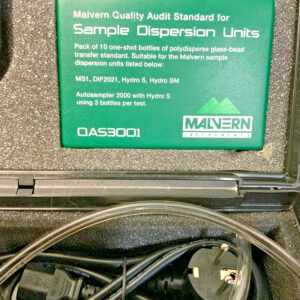 Malvern Quality Audit Standard for
Sample Dispersion Units
Pack of 10 one-shot bottles of polydisperse glass-bead
transfer standard. Suitable for the Malvern sample
dispersion units listed below:
MS1, DIF2021, Hydro S, Hydro SM
Autosampler 2000 with Hydro S
using 3 bottles per test.
QAS3001
MALVERN
INSTRUMENTS